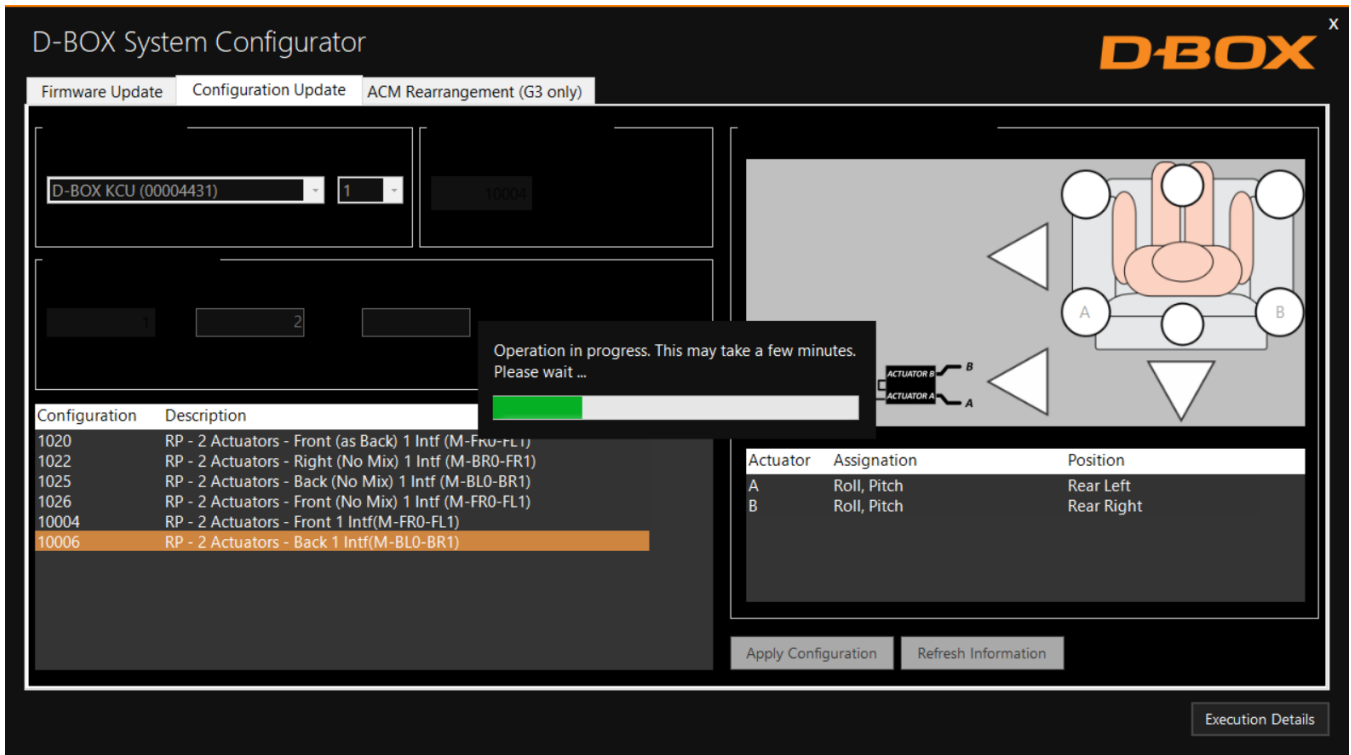 D-BOX System Configurator
X
D-BOX
Firmware Update
Configuration Update
ACM Rearrangement (G3 only)
D-BOX KCU (00004431)
1
10004
1
2
A
B
ACTUATOR B
B
ACTUATOR A
A
Operation in progress. This may take a few minutes.
Please wait ...
Configuration Description
1020 RP - 2 Actuators - Front (as Back) 1 Intf (M-FR0-FL1)
1022 RP - 2 Actuators - Right (No Mix) 1 Intf (M-BR0-FR1)
1025 RP - 2 Actuators - Back (No Mix) 1 Intf (M-BL0-BR1)
1026 RP - 2 Actuators - Front (No Mix) 1 Intf (M-FR0-FL1)
10004 RP - 2 Actuators - Front 1 Intf(M-FR0-FL1)
10006 RP - 2 Actuators - Back 1 Intf(M-BL0-BR1)
Actuator Assignation Position
A Roll, Pitch Rear Left
B Roll, Pitch Rear Right
Apply Configuration
Refresh Information
Execution Details